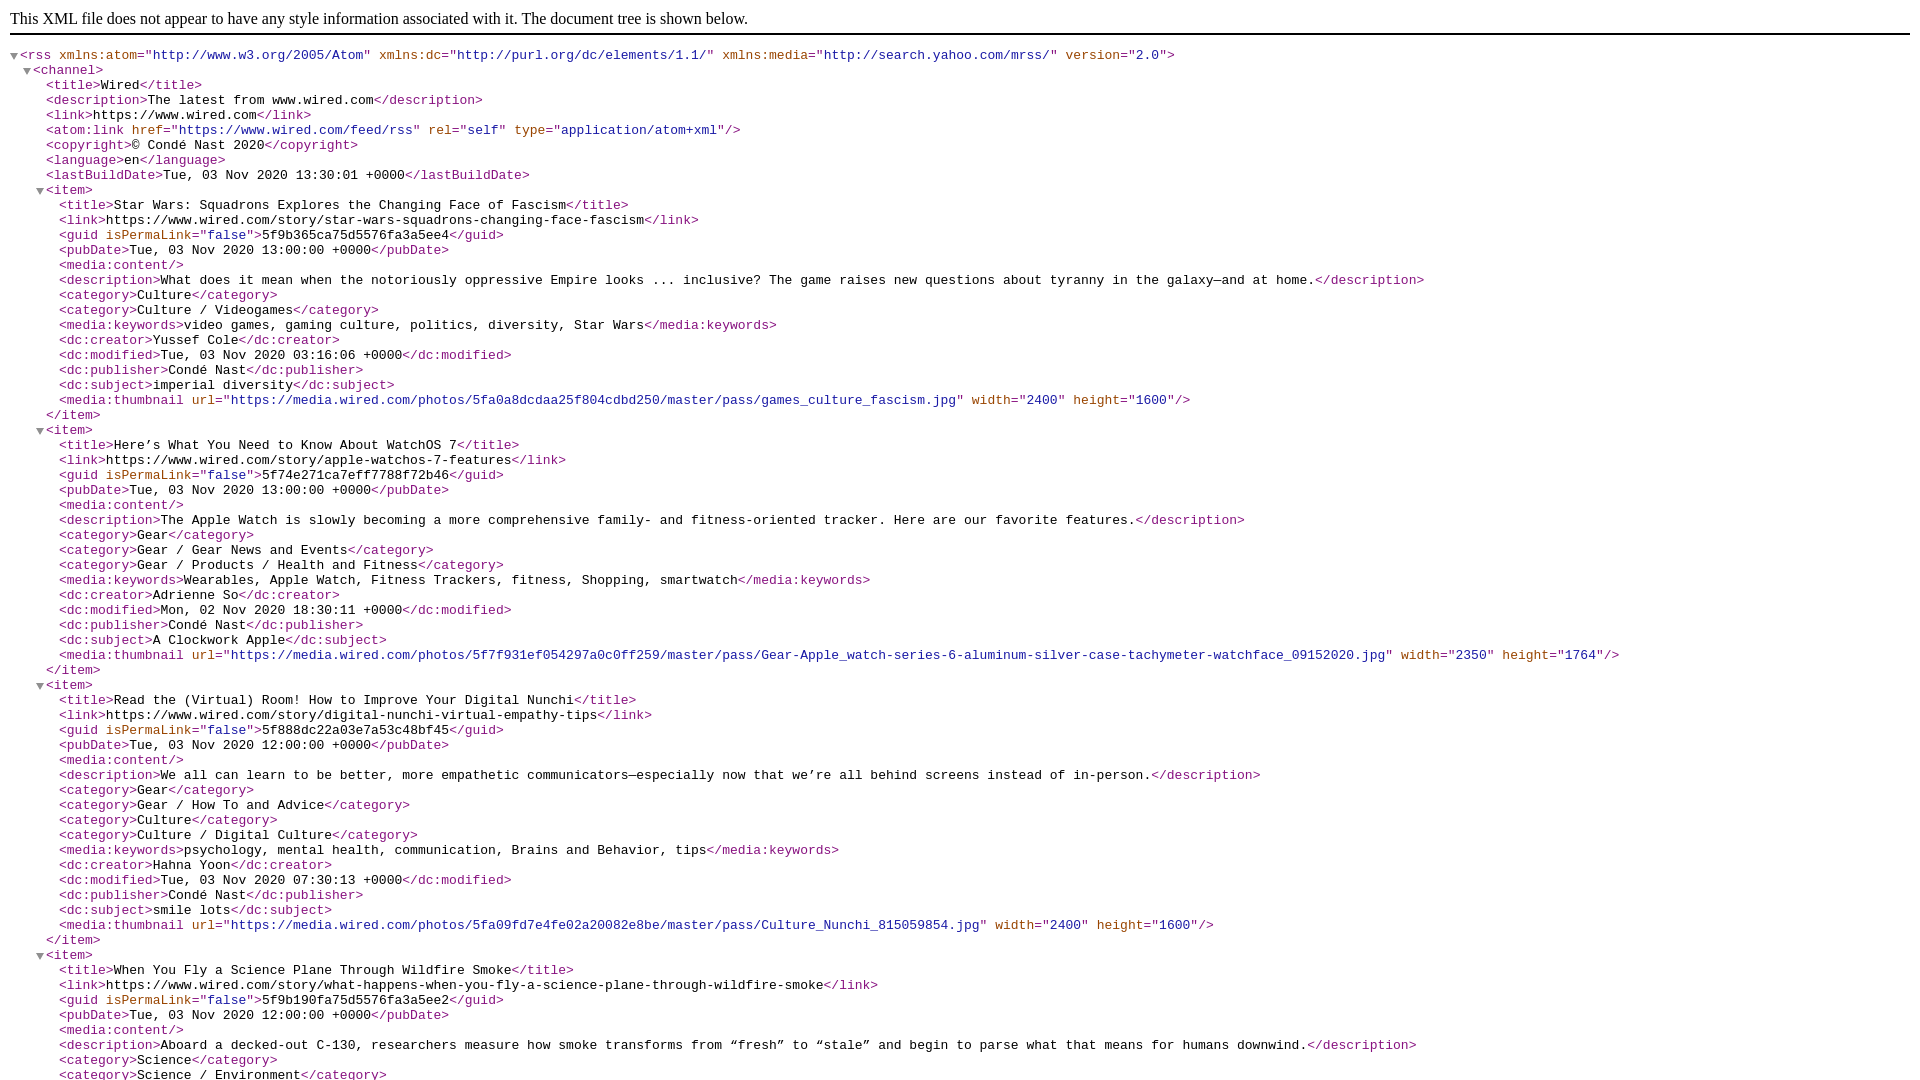 This XML file does not appear to have any style information associated with it. The document tree is shown below.
<rss xmlns:atom="http://www.w3.org/2005/Atom" xmlns:dc="http://purl.org/dc/elements/1.1/" xmlns:media="http://search.yahoo.com/mrss/" version="2.0">
<channel>
<title>Wired</title>
<description>The latest from www.wired.com</description>
<link>https://www.wired.com</link>
<atom:link href="https://www.wired.com/feed/rss" rel="self" type="application/atom+xml"/>
<copyright>© Condé Nast 2020</copyright>
<language>en</language>
<lastBuildDate>Tue, 03 Nov 2020 13:30:01 +0000</lastBuildDate>
<item>
<title>Star Wars: Squadrons Explores the Changing Face of Fascism</title>
<link>https://www.wired.com/story/star-wars-squadrons-changing-face-fascism</link>
<guid isPermaLink="false">5f9b365ca75d5576fa3a5ee4</guid>
<pubDate>Tue, 03 Nov 2020 13:00:00 +0000</pubDate>
<media:content/>
<description>What does it mean when the notoriously oppressive Empire looks ... inclusive? The game raises new questions about tyranny in the galaxy—and at home.</description>
<category>Culture</category>
<category>Culture / Videogames</category>
<media:keywords>video games, gaming culture, politics, diversity, Star Wars</media:keywords>
<dc:creator>Yussef Cole</dc:creator>
<dc:modified>Tue, 03 Nov 2020 03:16:06 +0000</dc:modified>
<dc:publisher>Condé Nast</dc:publisher>
<dc:subject>imperial diversity</dc:subject>
<media:thumbnail url="https://media.wired.com/photos/5fa0a8dcdaa25f804cdbd250/master/pass/games_culture_fascism.jpg" width="2400" height="1600"/>
</item>
<item>
<title>Here’s What You Need to Know About WatchOS 7</title>
<link>https://www.wired.com/story/apple-watchos-7-features</link>
<guid isPermaLink="false">5f74e271ca7eff7788f72b46</guid>
<pubDate>Tue, 03 Nov 2020 13:00:00 +0000</pubDate>
<media:content/>
<description>The Apple Watch is slowly becoming a more comprehensive family- and fitness-oriented tracker. Here are our favorite features.</description>
<category>Gear</category>
<category>Gear / Gear News and Events</category>
<category>Gear / Products / Health and Fitness</category>
<media:keywords>Wearables, Apple Watch, Fitness Trackers, fitness, Shopping, smartwatch</media:keywords>
<dc:creator>Adrienne So</dc:creator>
<dc:modified>Mon, 02 Nov 2020 18:30:11 +0000</dc:modified>
<dc:publisher>Condé Nast</dc:publisher>
<dc:subject>A Clockwork Apple</dc:subject>
<media:thumbnail url="https://media.wired.com/photos/5f7f931ef054297a0c0ff259/master/pass/Gear-Apple_watch-series-6-aluminum-silver-case-tachymeter-watchface_09152020.jpg" width="2350" height="1764"/>
</item>
<item>
<title>Read the (Virtual) Room! How to Improve Your Digital Nunchi</title>
<link>https://www.wired.com/story/digital-nunchi-virtual-empathy-tips</link>
<guid isPermaLink="false">5f888dc22a03e7a53c48bf45</guid>
<pubDate>Tue, 03 Nov 2020 12:00:00 +0000</pubDate>
<media:content/>
<description>We all can learn to be better, more empathetic communicators—especially now that we’re all behind screens instead of in-person.</description>
<category>Gear</category>
<category>Gear / How To and Advice</category>
<category>Culture</category>
<category>Culture / Digital Culture</category>
<media:keywords>psychology, mental health, communication, Brains and Behavior, tips</media:keywords>
<dc:creator>Hahna Yoon</dc:creator>
<dc:modified>Tue, 03 Nov 2020 07:30:13 +0000</dc:modified>
<dc:publisher>Condé Nast</dc:publisher>
<dc:subject>smile lots</dc:subject>
<media:thumbnail url="https://media.wired.com/photos/5fa09fd7e4fe02a20082e8be/master/pass/Culture_Nunchi_815059854.jpg" width="2400" height="1600"/>
</item>
<item>
<title>When You Fly a Science Plane Through Wildfire Smoke</title>
<link>https://www.wired.com/story/what-happens-when-you-fly-a-science-plane-through-wildfire-smoke</link>
<guid isPermaLink="false">5f9b190fa75d5576fa3a5ee2</guid>
<pubDate>Tue, 03 Nov 2020 12:00:00 +0000</pubDate>
<media:content/>
<description>Aboard a decked-out C-130, researchers measure how smoke transforms from “fresh” to “stale” and begin to parse what that means for humans downwind.</description>
<category>Science</category>
<category>Science / Environment</category>